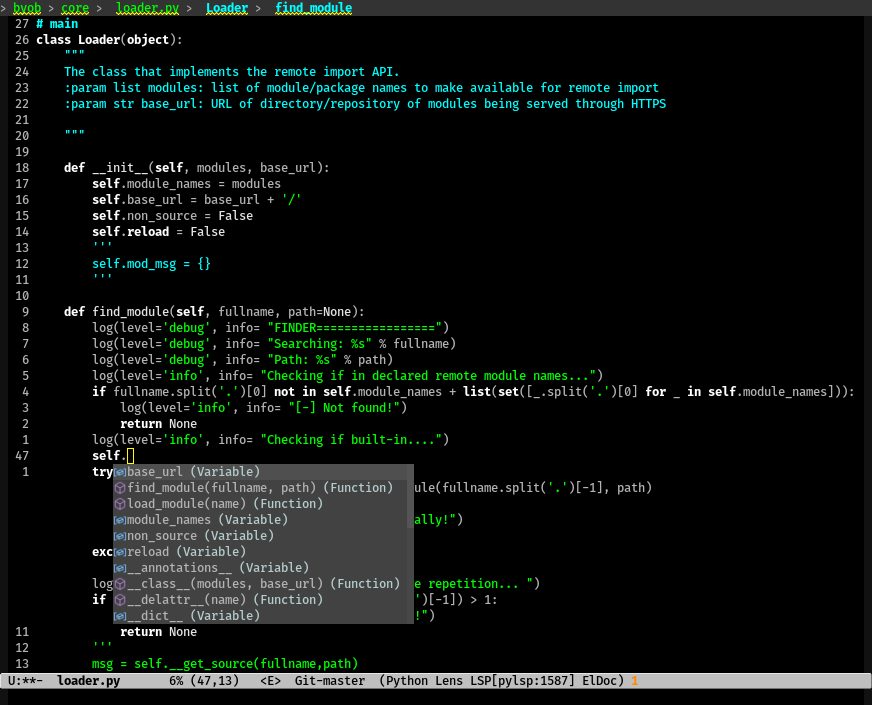 > byob > core > loader.py > Loader > find_module
27 # main
26 class Loader(object):
25     """
24     The class that implements the remote import API.
23     :param list modules: list of module/package names to make available for remote import
22     :param str base_url: URL of directory/repository of modules being served through HTTPS
21
20     """
19
18     def __init__(self, modules, base_url):
17         self.module_names = modules
16         self.base_url = base_url + '/'
15         self.non_source = False
14         self.reload = False
13         '''
12         self.mod_msg = {}
11         '''
10
9     def find_module(self, fullname, path=None):
8         log(level='debug', info= "FINDER=================")
7         log(level='debug', info= "Searching: %s" % fullname)
6         log(level='debug', info= "Path: %s" % path)
5         log(level='info', info= "Checking if in declared remote module names...")
4         if fullname.split('.')[0] not in self.module_names + list(set([_.split('.')[0] for _ in self.module_names])):
3             log(level='info', info= "[-] Not found!")
2             return None
1         log(level='info', info= "Checking if built-in....")
47         self.
1         try base_url (Variable)
find_module(fullname, path) (Function) ule(fullname.split('.')[-1], path)
load_module(name) (Function)
module_names (Variable) ally!")
non_source (Variable)
exc reload (Variable)
__annotations__ (Variable)
log __class__(modules, base_url) (Function) e repetition... ")
if __delattr__(name) (Function) ')[-1]) > 1:
__dict__ (Variable) !")
11             return None
12         '''
13         msg = self.__get_source(fullname,path)
U:**- loader.py 6% (47,13) <E> Git-master (Python Lens LSP[pylsp:1587] ElDoc) 1